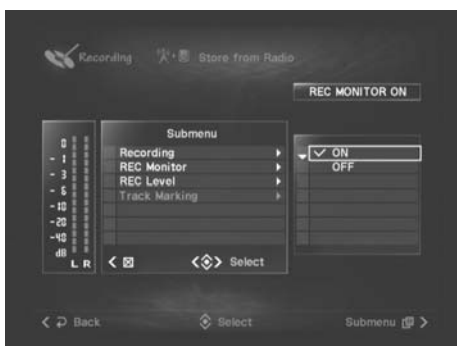 Recording Store from Radio
REC MONITOR ON
Submenu
Recording
REC Monitor
REC Level
Track Marking
ON
OFF
0
- 1
- 3
- 6
- 10
-20
-40
dB
L R
Select
Back Select Submenu